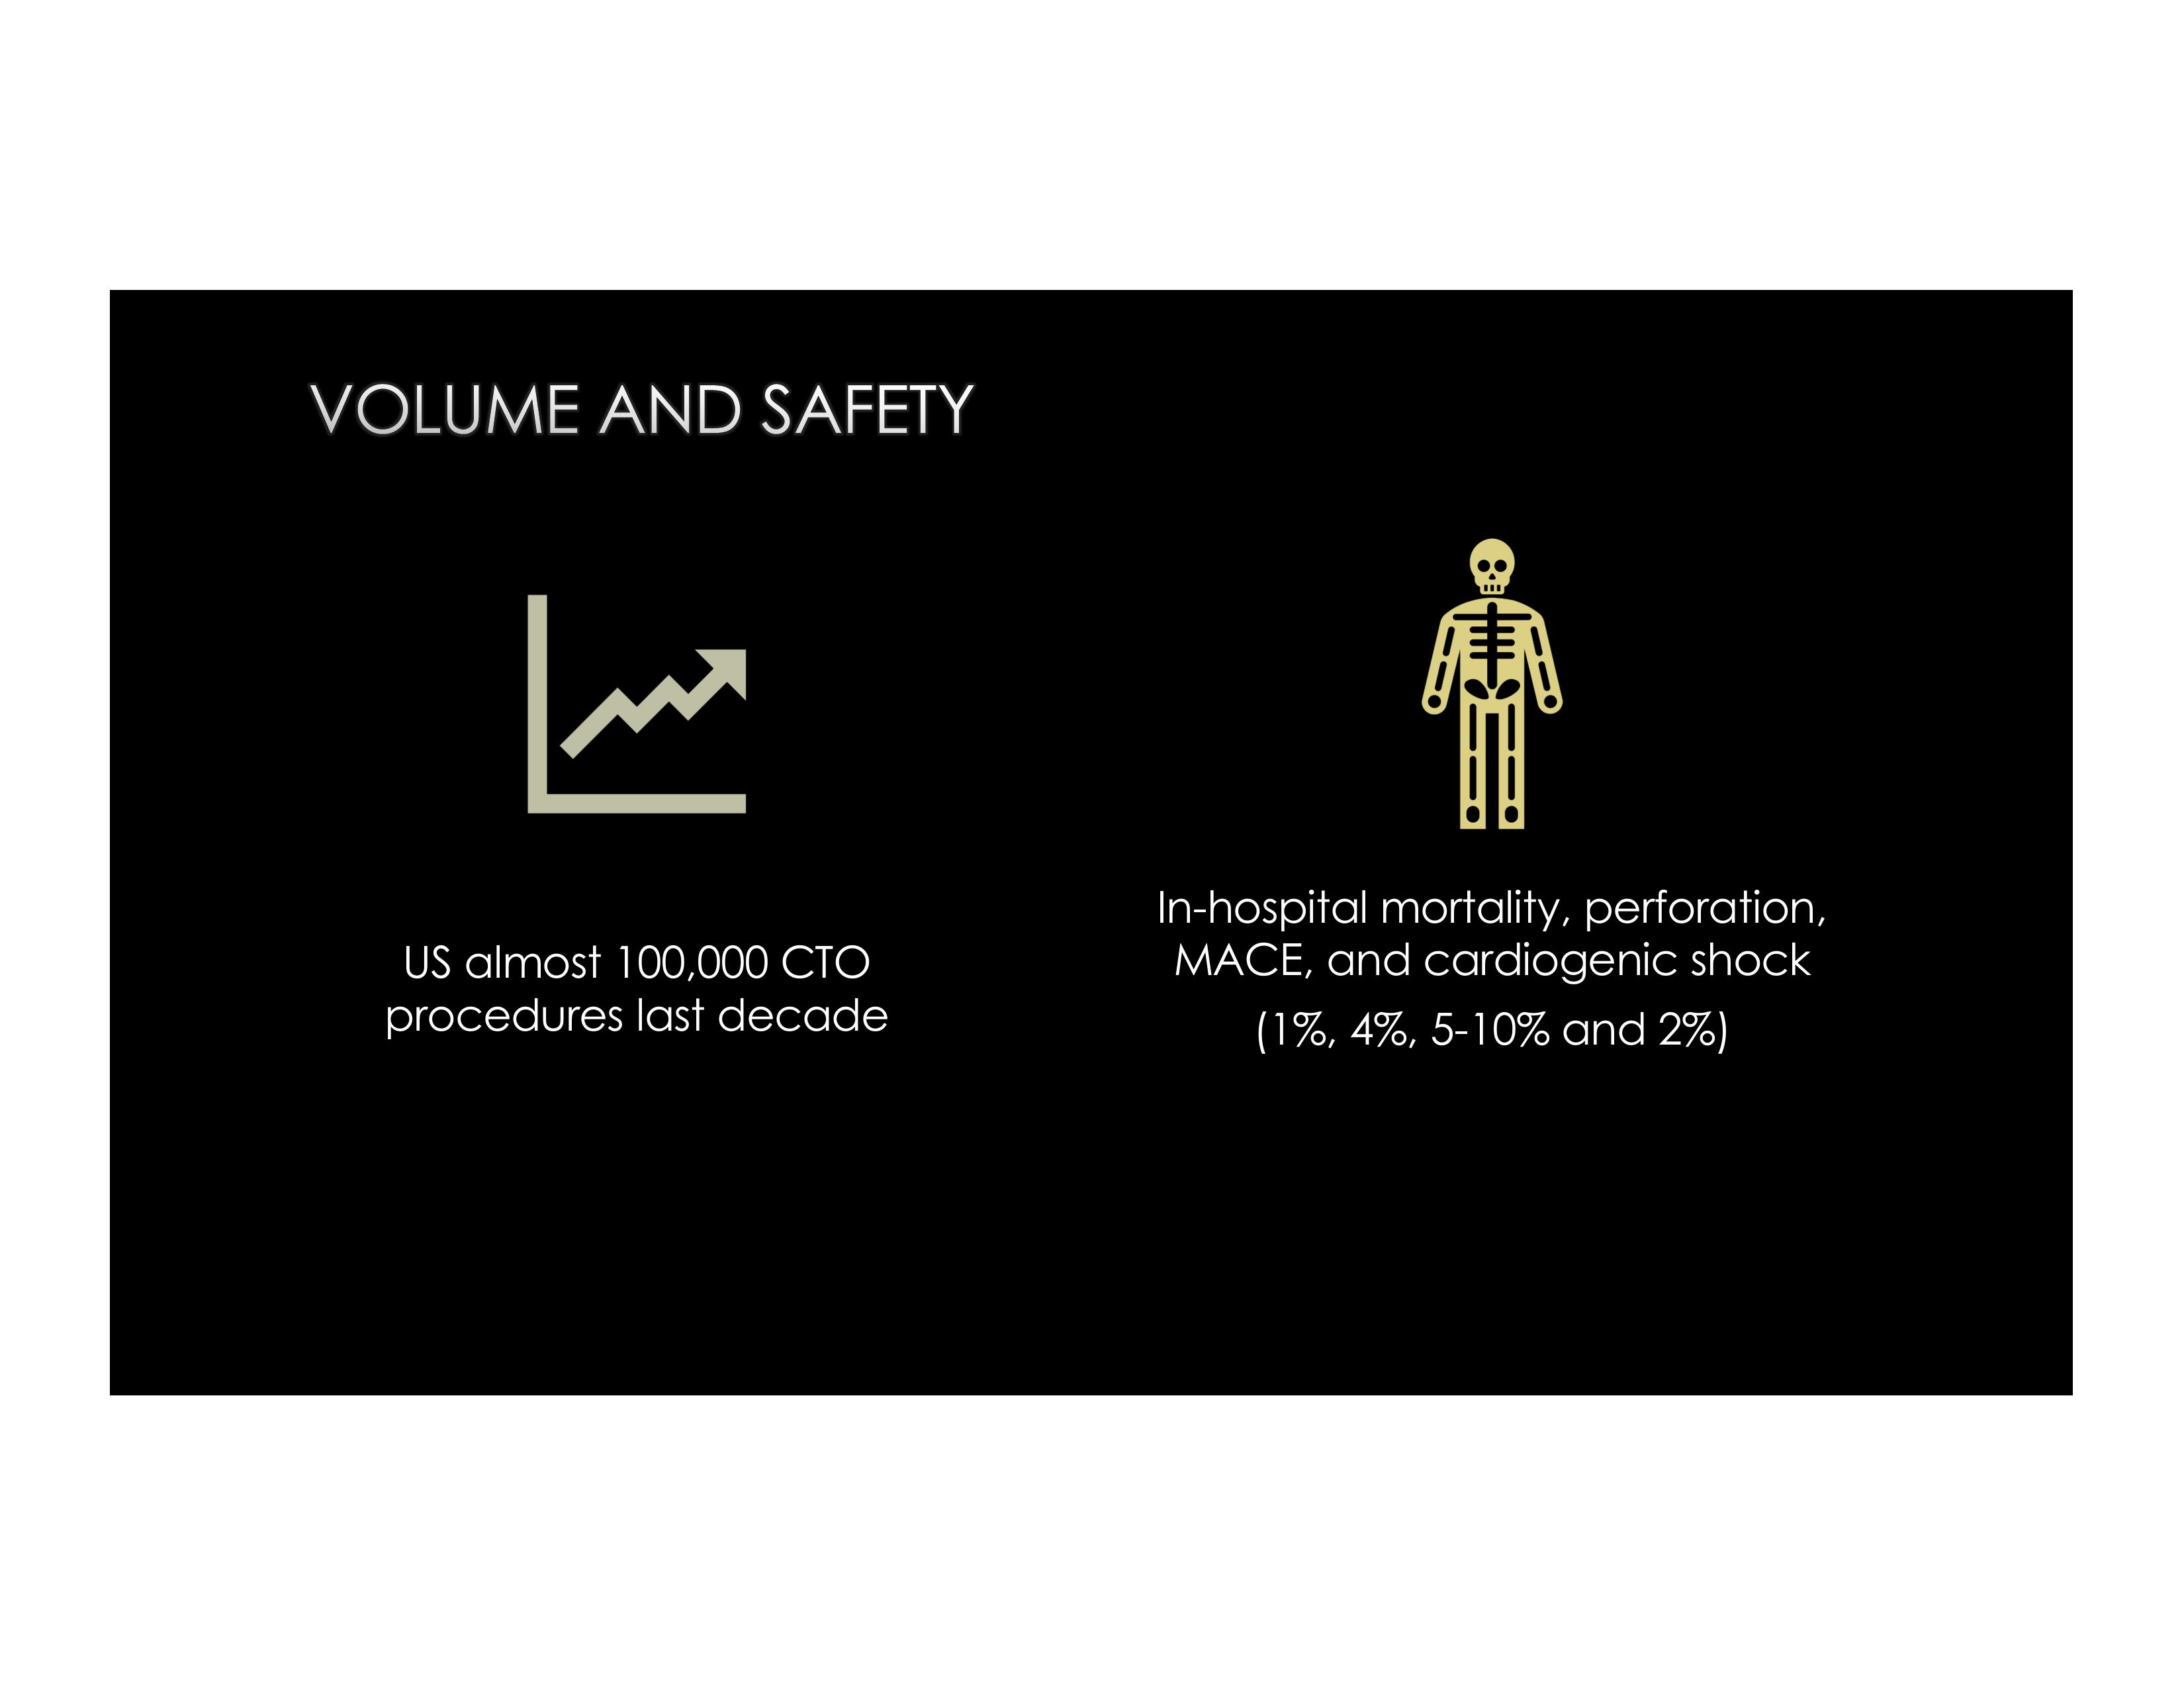 VOLUME AND SAFETY
US almost 100,000 CTO
procedures last decade
In-hospital mortality, perforation,
MACE, and cardiogenic shock
(1%, 4%, 5-10% and 2%)